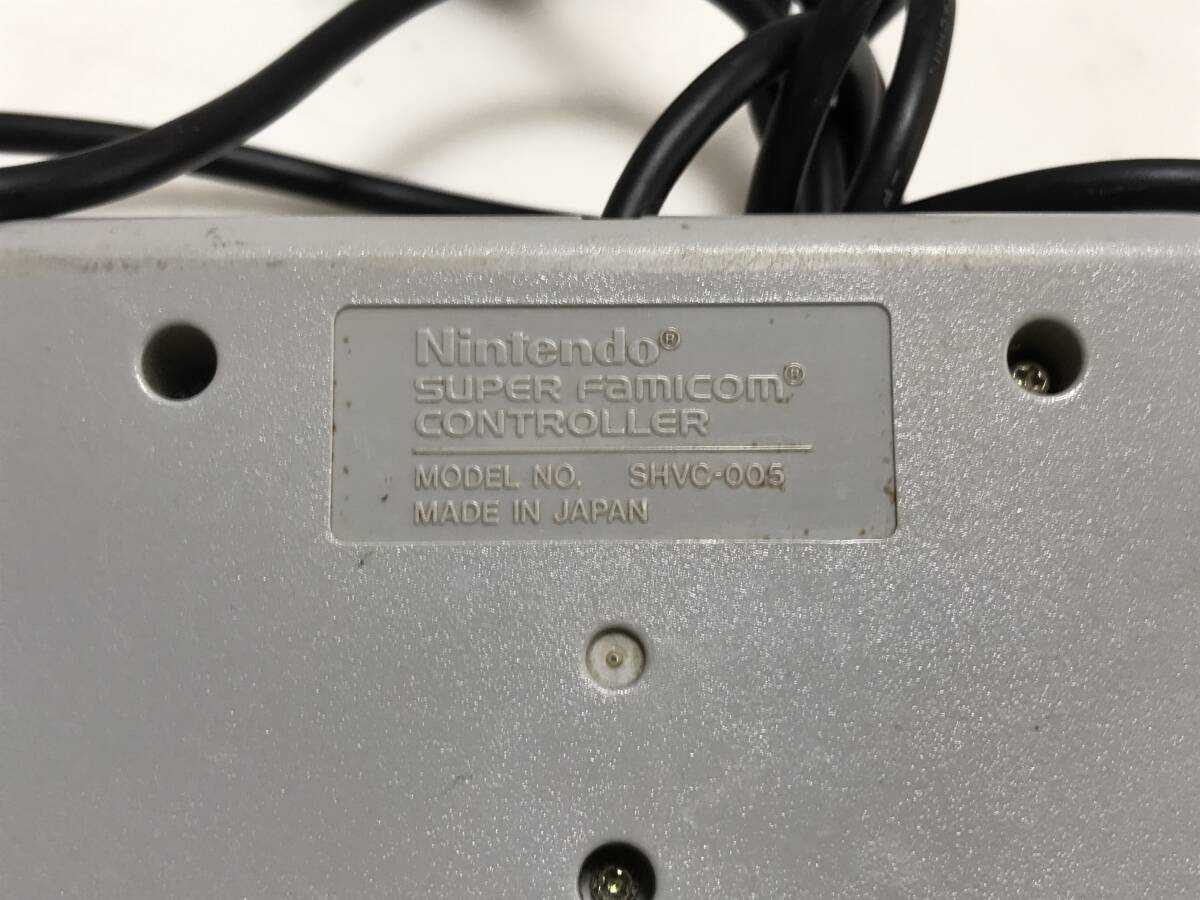 Nintendo®
SUPER FAMICOM®
CONTROLLER
MODEL NO. SHVC-005
MADE IN JAPAN